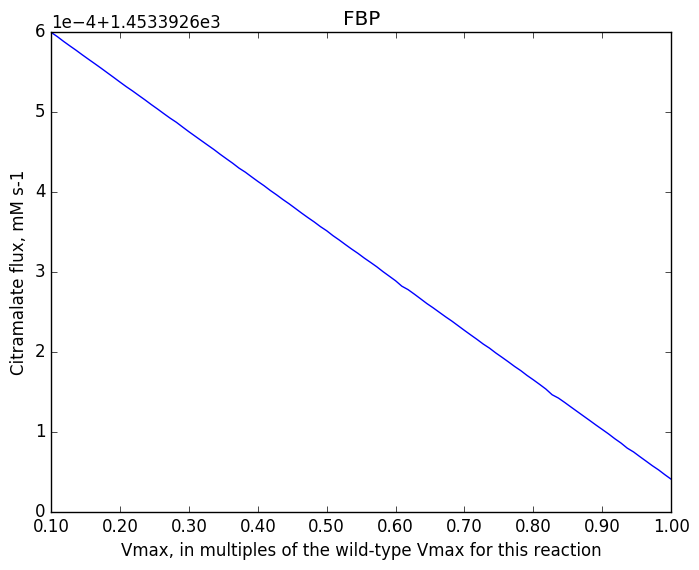 FBP
1e−4+1.4533926e3
Citramalate flux, mM s-1
6
5
4
3
2
1
0
0.10 0.20 0.30 0.40 0.50 0.60 0.70 0.80 0.90 1.00
Vmax, in multiples of the wild-type Vmax for this reaction